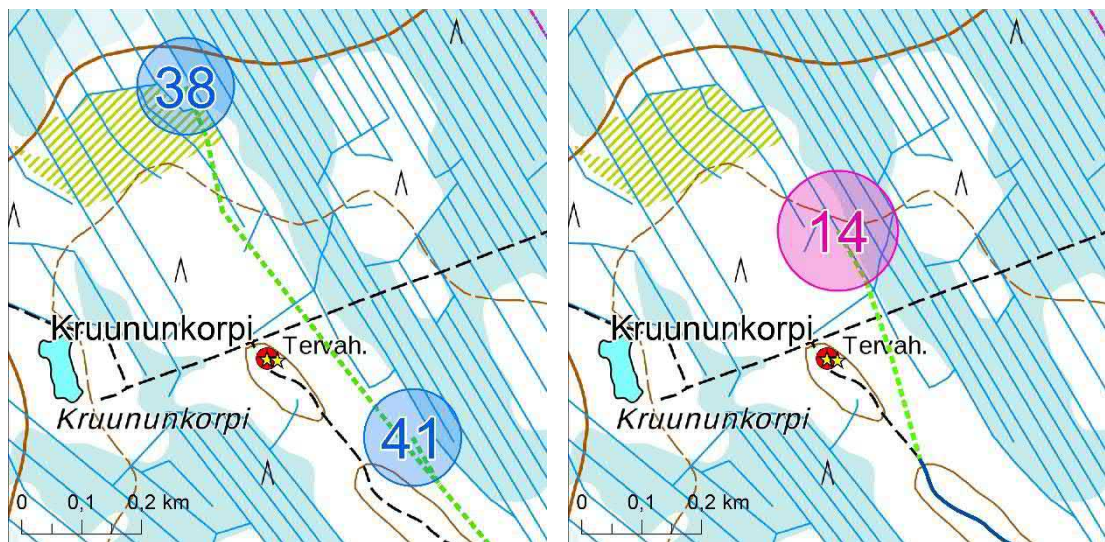 38
Kruununkorpi
Tervah.
41
Kruununkorpi
0 0,1 0,2 km
14
Kruununkorpi
Tervah.
Kruununkorpi
0 0,1 0,2 km